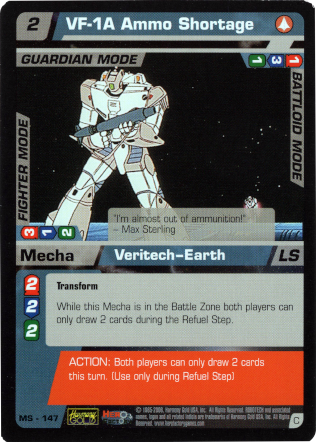 2 VF-1A Ammo Shortage
GUARDIAN MODE
1 3 1
BATTLOID MODE
FIGHTER MODE
"I'm almost out of ammunition!"
– Max Sterling
3 1 2
Mecha Veritech-Earth LS
2
2
2
Transform
While this Mecha is in the Battle Zone both players can
only draw 2 cards during the Refuel Step.
ACTION: Both players can only draw 2 cards
this turn. (Use only during Refuel Step)
MS - 147
Harmony
GOLD
C